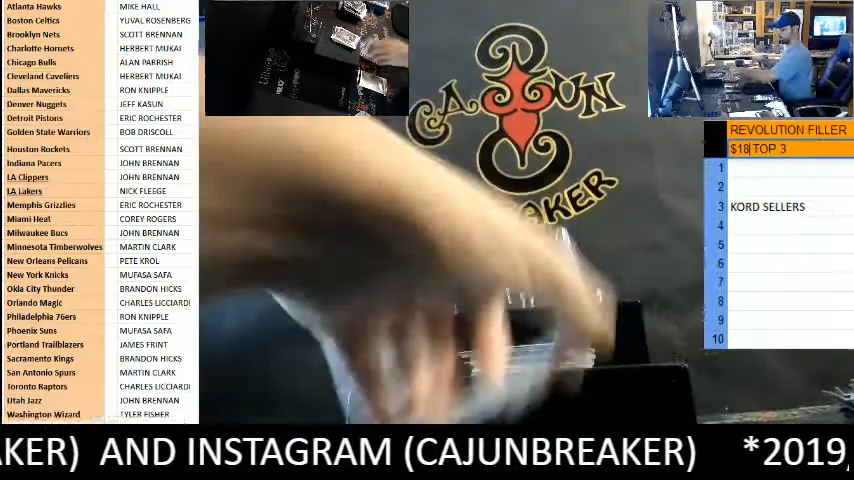 Atlanta Hawks MIKE HALL
Boston Celtics YUVAL ROSENBERG
Brooklyn Nets SCOTT BRENNAN
Charlotte Hornets HERBERT MUKAI
Chicago Bulls ALAN PARRISH
Cleveland Cavaliers HERBERT MUKAI
Dallas Mavericks RON KNIPPLE
Denver Nuggets JEFF KASUN
Detroit Pistons ERIC ROCHESTER
Golden State Warriors BOB DRISCOLL
Houston Rockets SCOTT BRENNAN
Indiana Pacers JOHN BRENNAN
LA Clippers JOHN BRENNAN
LA Lakers NICK FLEEGE
Memphis Grizzlies ERIC ROCHESTER
Miami Heat COREY ROGERS
Milwaukee Bucs JOHN BRENNAN
Minnesota Timberwolves MARTIN CLARK
New Orleans Pelicans PETE KROL
New York Knicks MUFASA SAFA
Okla City Thunder BRANDON HICKS
Orlando Magic CHARLES LICCIARDI
Philadelphia 76ers RON KNIPPLE
Phoenix Suns MUFASA SAFA
Portland Trailblazers JAMES FRINT
Sacramento Kings BRANDON HICKS
San Antonio Spurs MARTIN CLARK
Toronto Raptors CHARLES LICCIARDI
Utah Jazz JOHN BRENNAN
Washington Wizard TYLER FISHER
CAJUN
REVOLUTION FILLER
$18 TOP 3
1
2
3 KORD SELLERS
4
5
6
7
8
9
10
AKER) AND INSTAGRAM (CAJUNBREAKER) *2019